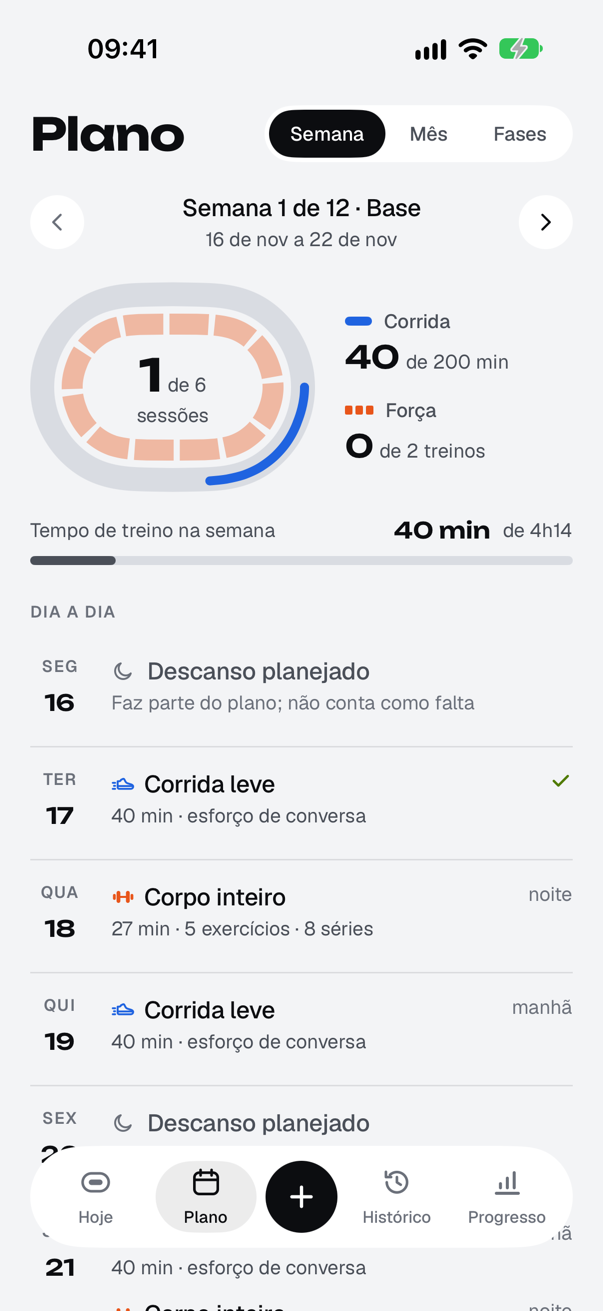 09:41
Plano
Semana
Mês
Fases
Semana 1 de 12 · Base
16 de nov a 22 de nov
1 de 6
sessões
Corrida
40 de 200 min
Força
0 de 2 treinos
Tempo de treino na semana
40 min de 4h14
DIA A DIA
SEG
16
Descanso planejado
Faz parte do plano; não conta como falta
TER
17
Corrida leve
40 min · esforço de conversa
QUA
18
Corpo inteiro
noite
27 min · 5 exercícios · 8 séries
QUI
19
Corrida leve
manhã
40 min · esforço de conversa
SEX
Descanso planejado
Hoje
Plano
Histórico
Progresso
21
40 min · esforço de conversa